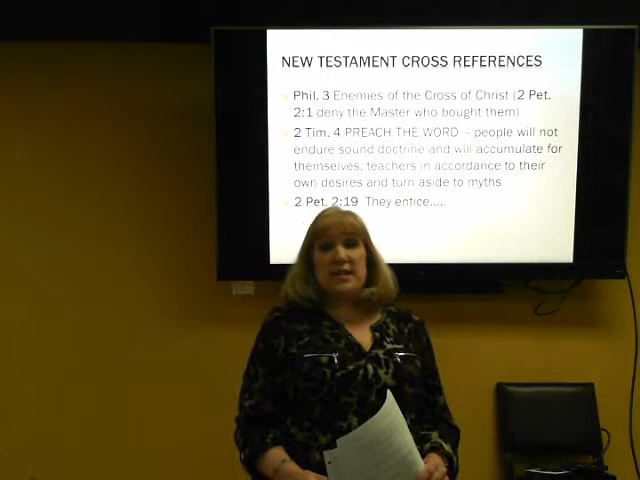 NEW TESTAMENT CROSS REFERENCES
Phil. 3 Enemies of the Cross of Christ (2 Pet.
2:1 deny the Master who bought them)
2 Tim. 4 PREACH THE WORD – people will not
endure sound doctrine and will accumulate for
themselves, teachers in accordance to their
own desires and turn aside to myths
2 Pet. 2:19 They entice.....